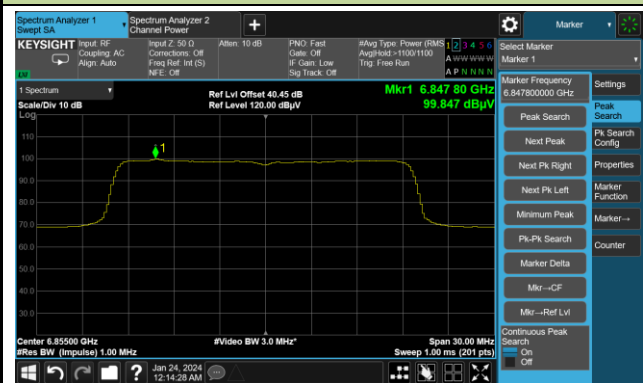 Spectrum Analyzer 1
Swept SA
Spectrum Analyzer 2
Channel Power
+
Marker
KEYSIGHT
Input: RF
Coupling: AC
Align: Auto
Input Z: 50 Ω
Corrections: Off
Freq Ref: Int (S)
NFE: Off
Atten: 10 dB
PNO: Fast
Gate: Off
IF Gain: Low
Sig Track: Off
#Avg Type: Power (RMS
Avg|Hold:>1100/1100
Trig: Free Run
1 2 3 4 5 6
A W W W W W
A P N N N N
Select Marker
Marker 1
1 Spectrum
Scale/Div 10 dB
Log
Ref Lvl Offset 40.45 dB
Ref Level 120.00 dBµV
Mkr1 6.847 80 GHz
99.847 dBµV
110
100
90.0
80.0
70.0
60.0
50.0
40.0
30.0
1
Center 6.85500 GHz
#Res BW (Impulse) 1.00 MHz
#Video BW 3.0 MHz*
Span 30.00 MHz
Sweep 1.00 ms (201 pts)
Marker Frequency
6.847800000 GHz
Peak Search
Next Peak
Next Pk Right
Next Pk Left
Minimum Peak
Pk-Pk Search
Marker Delta
Mkr→CF
Mkr→Ref Lvl
Continuous Peak
Search
On
Off
Settings
Peak
Search
Pk Search
Config
Properties
Marker
Function
Marker→
Counter
?
Jan 24, 2024
12:14:28 AM